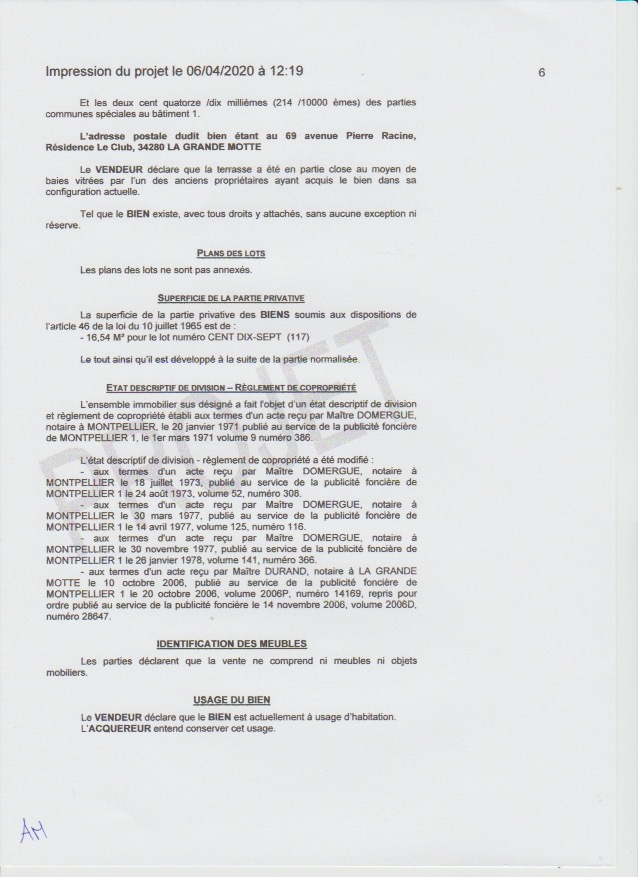 Impression du projet le 06/04/2020 à 12:19
6
Et les deux cent quatorze /dix millièmes (214 /10000 èmes) des parties
communes spéciales au bâtiment 1.
L'adresse postale dudit bien étant au 69 avenue Pierre Racine,
Résidence Le Club, 34280 LA GRANDE MOTTE
Le VENDEUR déclare que la terrasse a été en partie close au moyen de
baies vitrées par l'un des anciens propriétaires ayant acquis le bien dans sa
configuration actuelle.
Tel que le BIEN existe, avec tous droits y attachés, sans aucune exception ni
réserve.
PLANS DES LOTS
Les plans des lots ne sont pas annexés.
SUPERFICIE DE LA PARTIE PRIVATIVE
La superficie de la partie privative des BIENS soumis aux dispositions de
l'article 46 de la loi du 10 juillet 1965 est de :
- 16,54 M² pour le lot numéro CENT DIX-SEPT (117)
Le tout ainsi qu'il est développé à la suite de la partie normalisée.
ETAT DESCRIPTIF DE DIVISION – RÈGLEMENT DE COPROPRIÉTÉ
L'ensemble immobilier sus désigné a fait l'objet d'un état descriptif de division
et règlement de copropriété établi aux termes d'un acte reçu par Maître DOMERGUE,
notaire à MONTPELLIER, le 20 janvier 1971 publié au service de la publicité foncière
de MONTPELLIER 1, le 1er mars 1971 volume 9 numéro 386.
L'état descriptif de division - règlement de copropriété a été modifié :
- aux termes d'un acte reçu par Maître DOMERGUE, notaire à
MONTPELLIER le 18 juillet 1973, publié au service de la publicité foncière de
MONTPELLIER 1 le 24 août 1973, volume 52, numéro 308.
- aux termes d'un acte reçu par Maître DOMERGUE, notaire à
MONTPELLIER le 30 mars 1977, publié au service de la publicité foncière de
MONTPELLIER 1 le 14 avril 1977, volume 125, numéro 116.
- aux termes d'un acte reçu par Maître DOMERGUE, notaire à
MONTPELLIER le 30 novembre 1977, publié au service de la publicité foncière de
MONTPELLIER 1 le 26 janvier 1978, volume 141, numéro 366.
- aux termes d'un acte reçu par Maître DURAND, notaire à LA GRANDE
MOTTE le 10 octobre 2006, publié au service de la publicité foncière de
MONTPELLIER 1 le 20 octobre 2006, volume 2006P, numéro 14169, repris pour
ordre publié au service de la publicité foncière le 14 novembre 2006, volume 2006D,
numéro 28647.
PROJET
IDENTIFICATION DES MEUBLES
Les parties déclarent que la vente ne comprend ni meubles ni objets
mobiliers.
USAGE DU BIEN
Le VENDEUR déclare que le BIEN est actuellement à usage d'habitation.
L'ACQUEREUR entend conserver cet usage.
AM